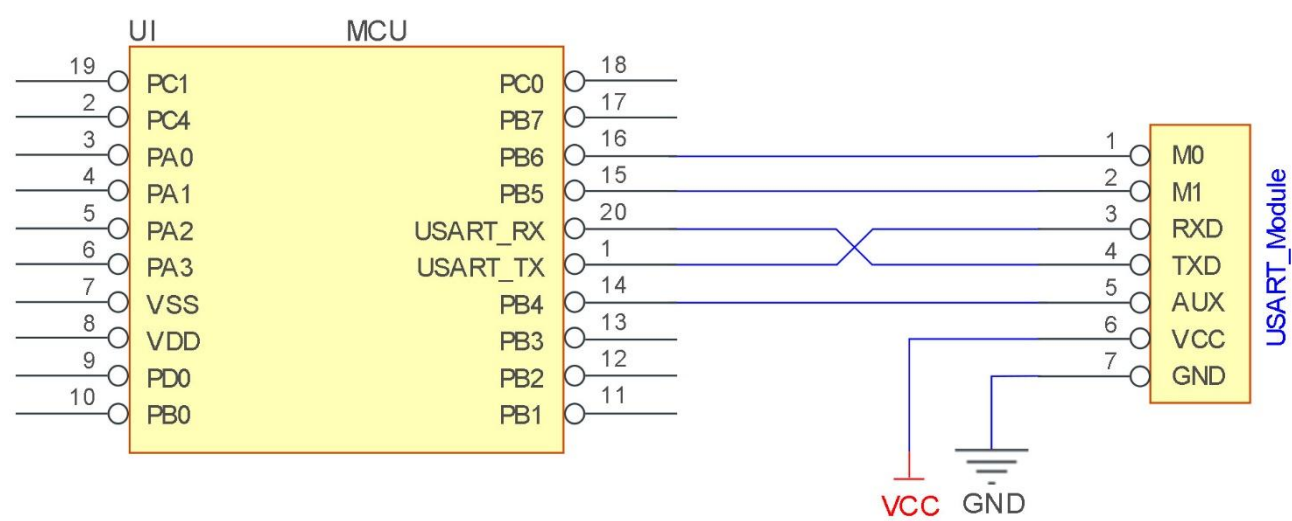 UI MCU
19 PC1 PC0 18
2 PC4 PB7 17
3 PA0 PB6 16 1 M0
4 PA1 PB5 15 2 M1
5 PA2 USART_RX 20 3 RXD
6 PA3 USART_TX 1 4 TXD
7 VSS PB4 14 5 AUX
8 VDD PB3 13 6 VCC
9 PD0 PB2 12 7 GND
10 PB0 PB1 11
USART_Module
VCC GND